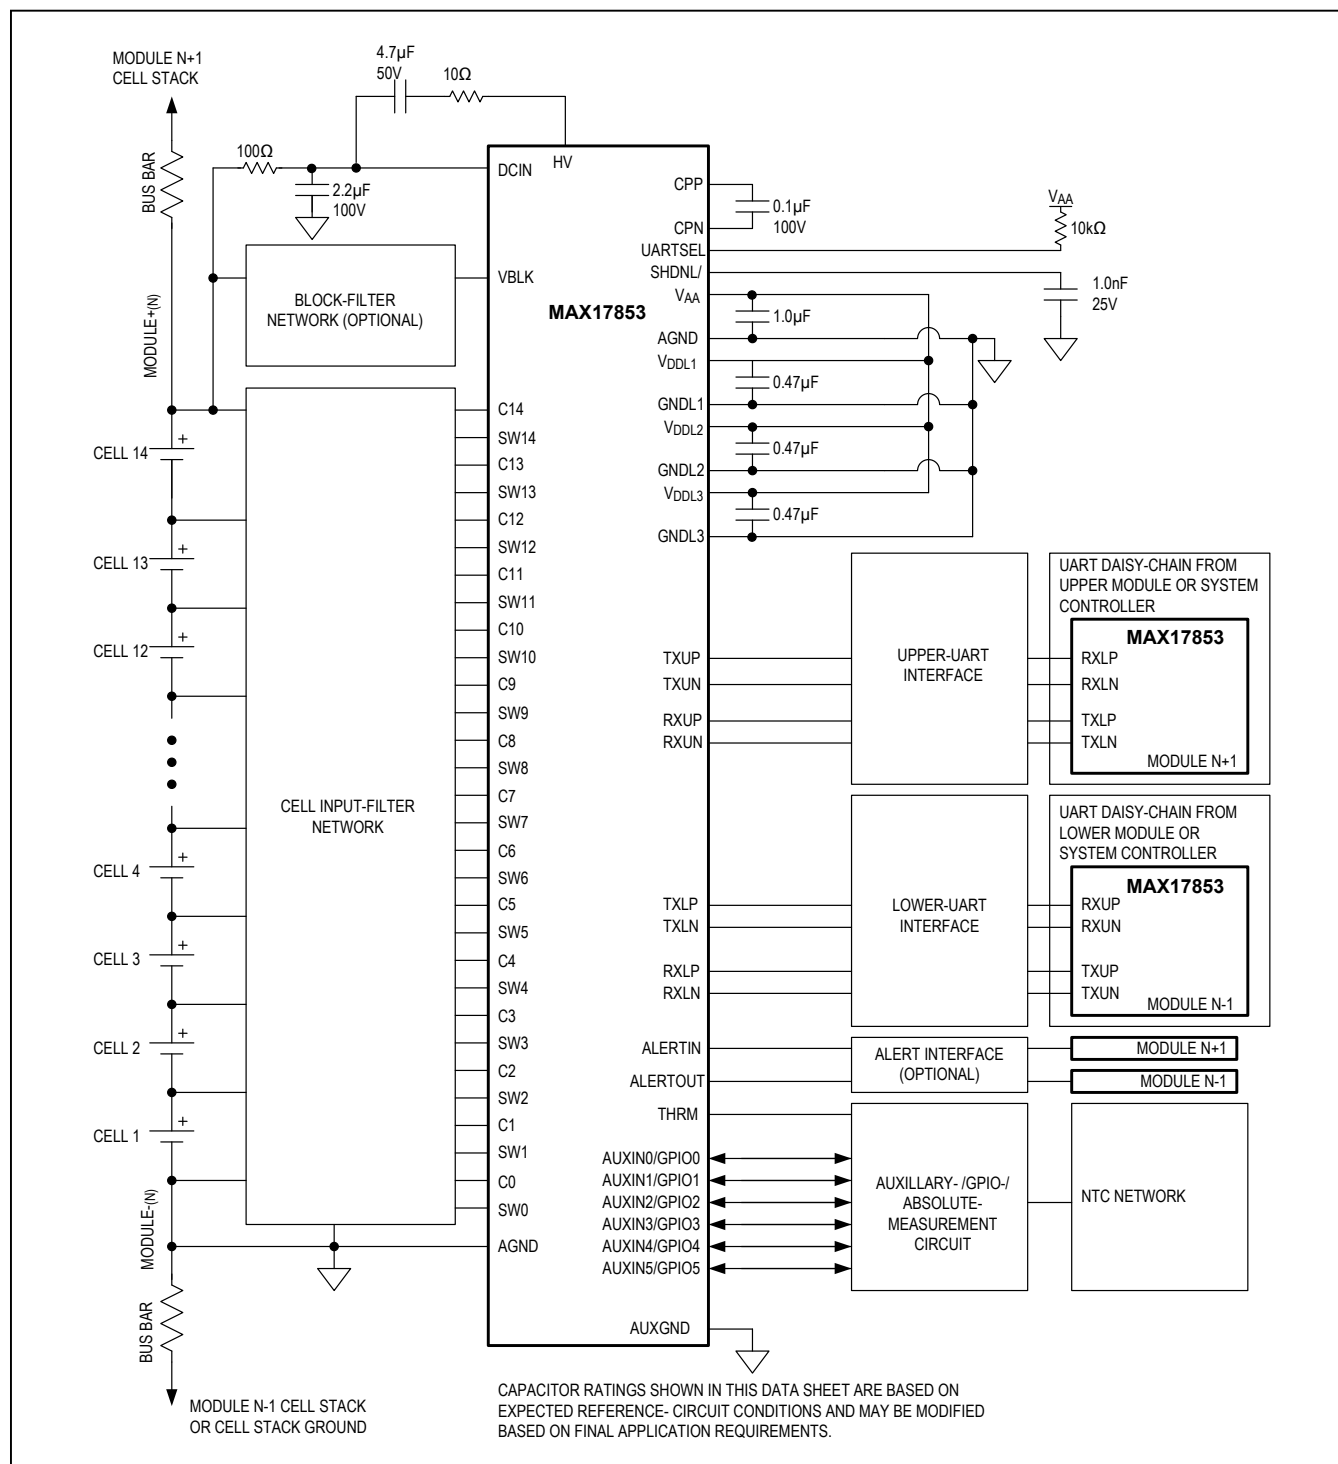 MODULE N+1
CELL STACK
4.7µF
50V
10Ω
BUS BAR
100Ω
2.2µF
100V
MODULE+(N)
BLOCK-FILTER
NETWORK (OPTIONAL)
CELL 14
CELL 13
CELL 12
CELL 4
CELL 3
CELL 2
CELL 1
+
+
+
+
+
+
+
CELL INPUT-FILTER
NETWORK
MODULE-(N)
BUS BAR
MODULE N-1 CELL STACK
OR CELL STACK GROUND
HV
DCIN
VBLK
MAX17853
C14
SW14
C13
SW13
C12
SW12
C11
SW11
C10
SW10
C9
SW9
C8
SW8
C7
SW7
C6
SW6
C5
SW5
C4
SW4
C3
SW3
C2
SW2
C1
SW1
C0
SW0
AGND
CPP
CPN
UARTSEL
SHDNL/
VAA
AGND
VDDL1
GNDL1
VDDL2
GNDL2
VDDL3
GNDL3
0.1µF
100V
VAA
10kΩ
1.0nF
25V
1.0µF
0.47µF
0.47µF
0.47µF
TXUP
TXUN
RXUP
RXUN
UPPER-UART
INTERFACE
UART DAISY-CHAIN FROM
UPPER MODULE OR SYSTEM
CONTROLLER
MAX17853
RXLP
RXLN
TXLP
TXLN
MODULE N+1
TXLP
TXLN
RXLP
RXLN
LOWER-UART
INTERFACE
UART DAISY-CHAIN FROM
LOWER MODULE OR
SYSTEM CONTROLLER
MAX17853
RXUP
RXUN
TXUP
TXUN
MODULE N-1
ALERTIN
ALERTOUT
ALERT INTERFACE
(OPTIONAL)
MODULE N+1
MODULE N-1
THRM
AUXIN0/GPIO0
AUXIN1/GPIO1
AUXIN2/GPIO2
AUXIN3/GPIO3
AUXIN4/GPIO4
AUXIN5/GPIO5
AUXILLARY- /GPIO-/
ABSOLUTE-
MEASUREMENT
CIRCUIT
NTC NETWORK
AUXGND
CAPACITOR RATINGS SHOWN IN THIS DATA SHEET ARE BASED ON
EXPECTED REFERENCE- CIRCUIT CONDITIONS AND MAY BE MODIFIED
BASED ON FINAL APPLICATION REQUIREMENTS.